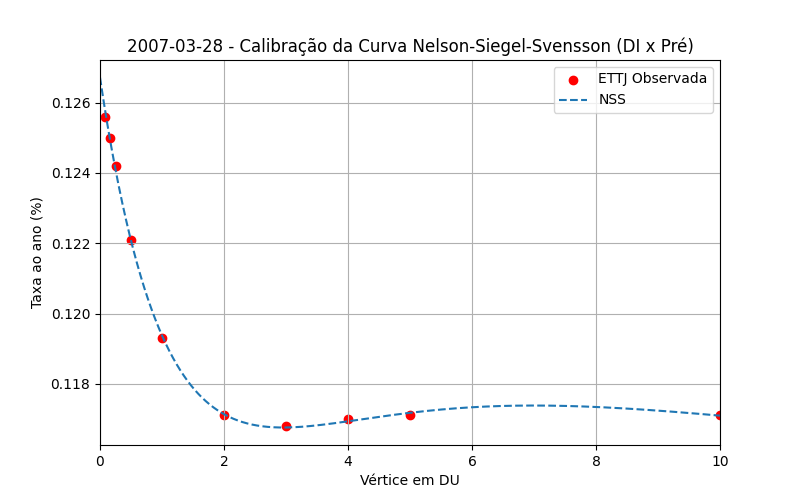 2007-03-28 - Calibração da Curva Nelson-Siegel-Svensson (DI x Pré)
ETTJ Observada
NSS
Taxa ao ano (%)
0.126
0.124
0.122
0.120
0.118
0 2 4 6 8 10
Vértice em DU